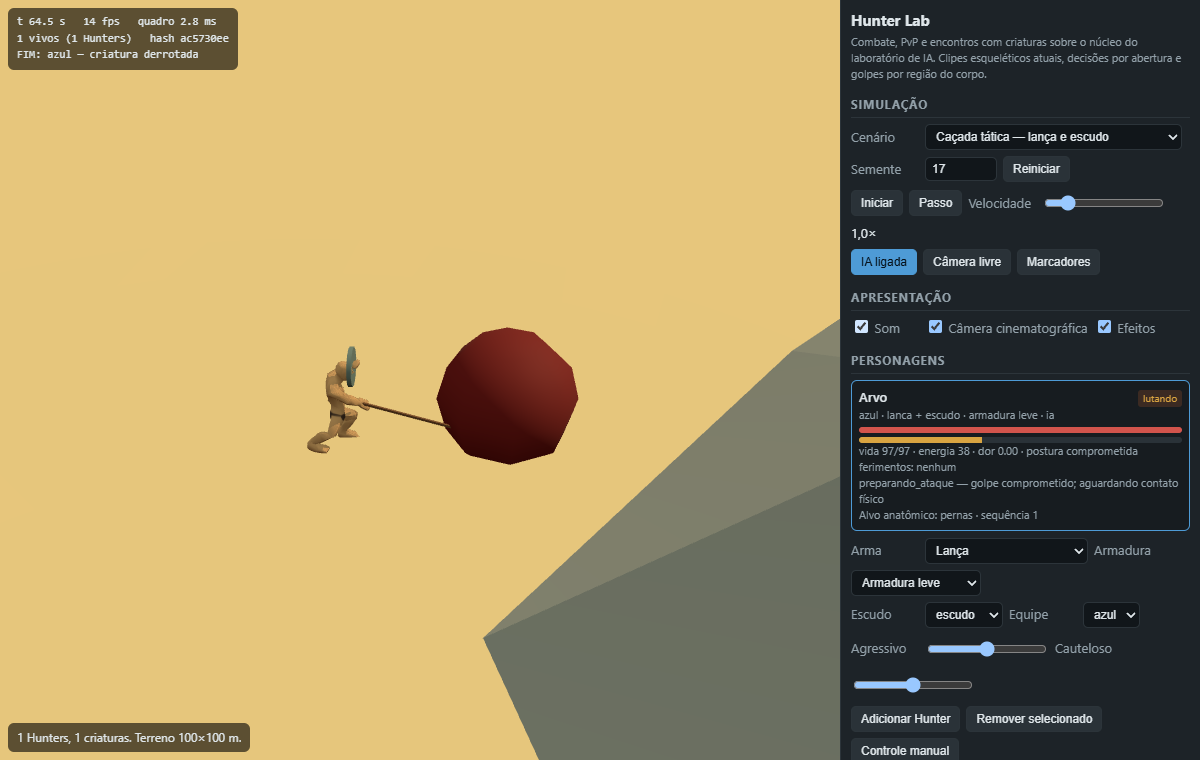 t 64.5 s   14 fps   quadro 2.8 ms
1 vivos (1 Hunters)   hash ac5730ee
FIM: azul — criatura derrotada
1 Hunters, 1 criaturas. Terreno 100×100 m.
Hunter Lab
Combate, PvP e encontros com criaturas sobre o núcleo do
laboratório de IA. Clipes esqueléticos atuais, decisões por abertura e
golpes por região do corpo.
SIMULAÇÃO
Cenário Caçada tática — lança e escudo
Semente 17 Reiniciar
Iniciar Passo Velocidade
1,0×
IA ligada Câmera livre Marcadores
APRESENTAÇÃO
Som Câmera cinematográfica Efeitos
PERSONAGENS
Arvo lutando
azul · lanca + escudo · armadura leve · ia
vida 97/97 · energia 38 · dor 0.00 · postura comprometida
ferimentos: nenhum
preparando_ataque — golpe comprometido; aguardando contato
físico
Alvo anatômico: pernas · sequência 1
Arma Lança Armadura
Armadura leve
Escudo escudo Equipe azul
Agressivo Cauteloso
Adicionar Hunter Remover selecionado
Controle manual